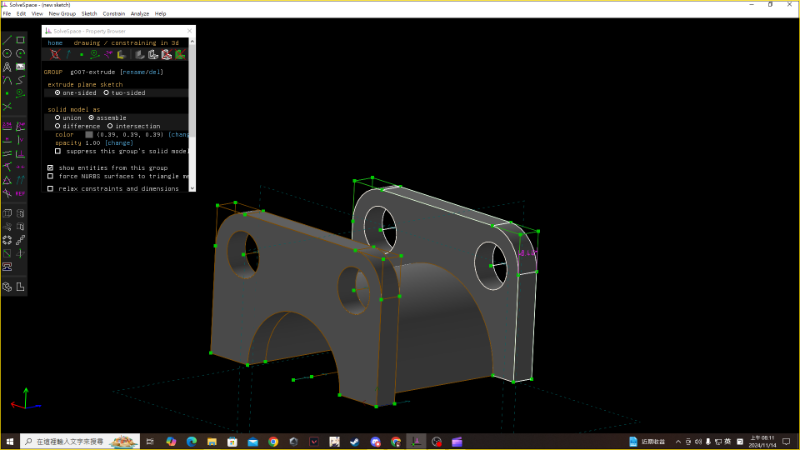 SolveSpace - (new sketch)
File Edit View New Group Sketch Constrain Analyze Help
SolveSpace - Property Browser
home drawing / constraining in 3d
GROUP g007-extrude [rename/del]
extrude plane sketch
one-sided two-sided
solid model as
union assemble
difference intersection
color (0.39, 0.39, 0.39) [change
opacity 1.00 [change]
suppress this group's solid model
show entities from this group
force NURBS surfaces to triangle me
relax constraints and dimensions
在這裡輸入文字來搜尋
近期收益
英
上午 08:11
2024/11/14